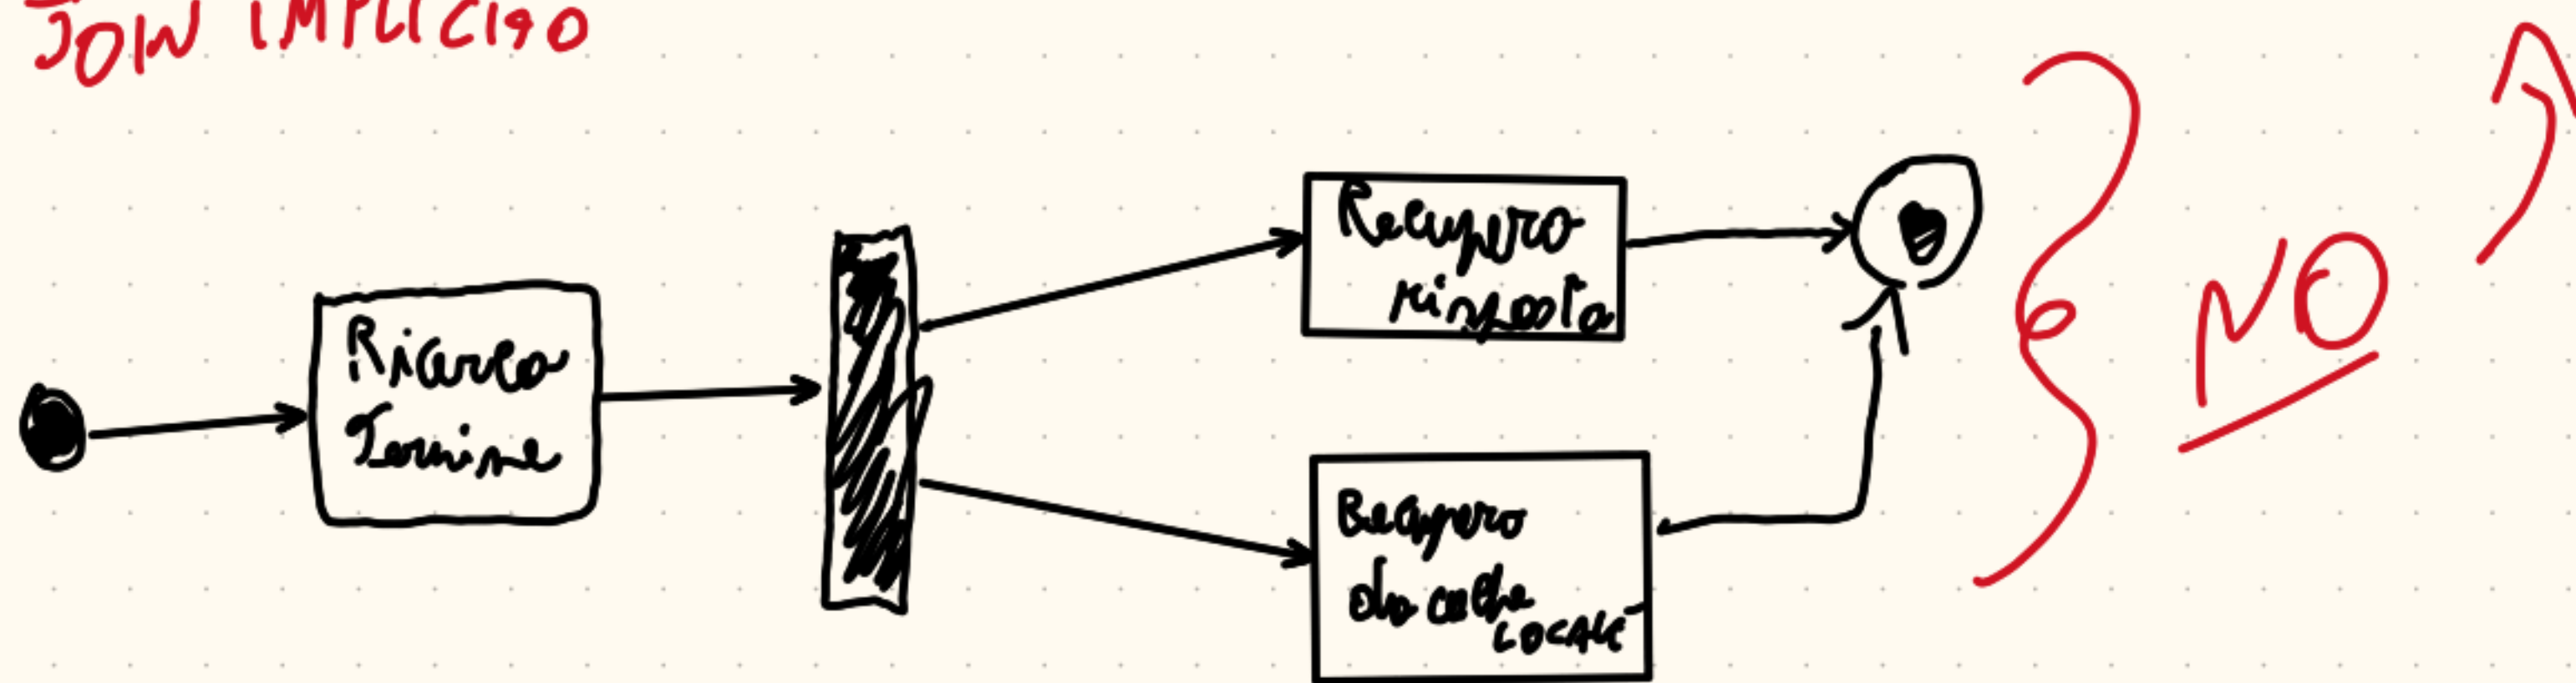 JOIN IMPLICITO
Recupero
risposta
Ricerca
Termine
NO
Recupero
da cache
LOCALE